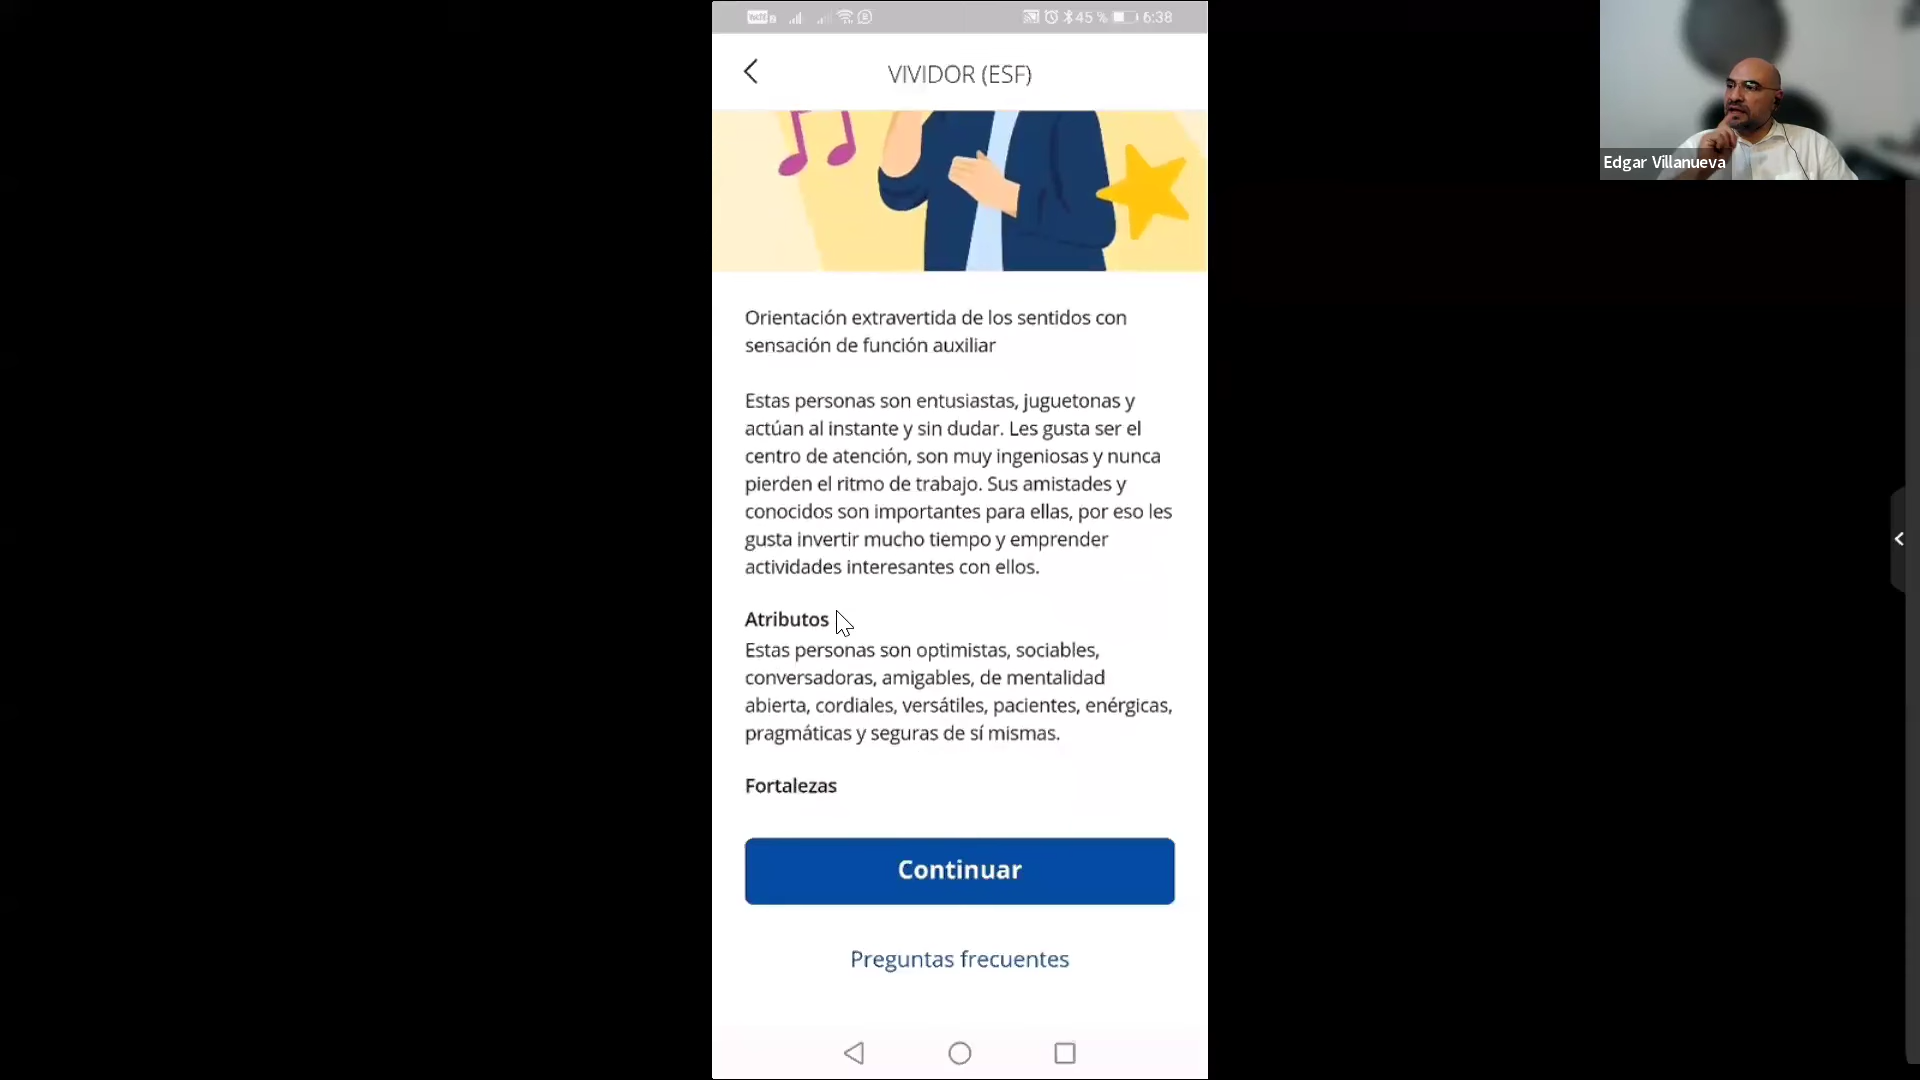 45 % 6:38
VIVIDOR (ESF)
Edgar Villanueva
Orientación extravertida de los sentidos con
sensación de función auxiliar
Estas personas son entusiastas, juguetonas y
actúan al instante y sin dudar. Les gusta ser el
centro de atención, son muy ingeniosas y nunca
pierden el ritmo de trabajo. Sus amistades y
conocidos son importantes para ellas, por eso les
gusta invertir mucho tiempo y emprender
actividades interesantes con ellos.
Atributos
Estas personas son optimistas, sociables,
conversadoras, amigables, de mentalidad
abierta, cordiales, versátiles, pacientes, enérgicas,
pragmáticas y seguras de sí mismas.
Fortalezas
Continuar
Preguntas frecuentes